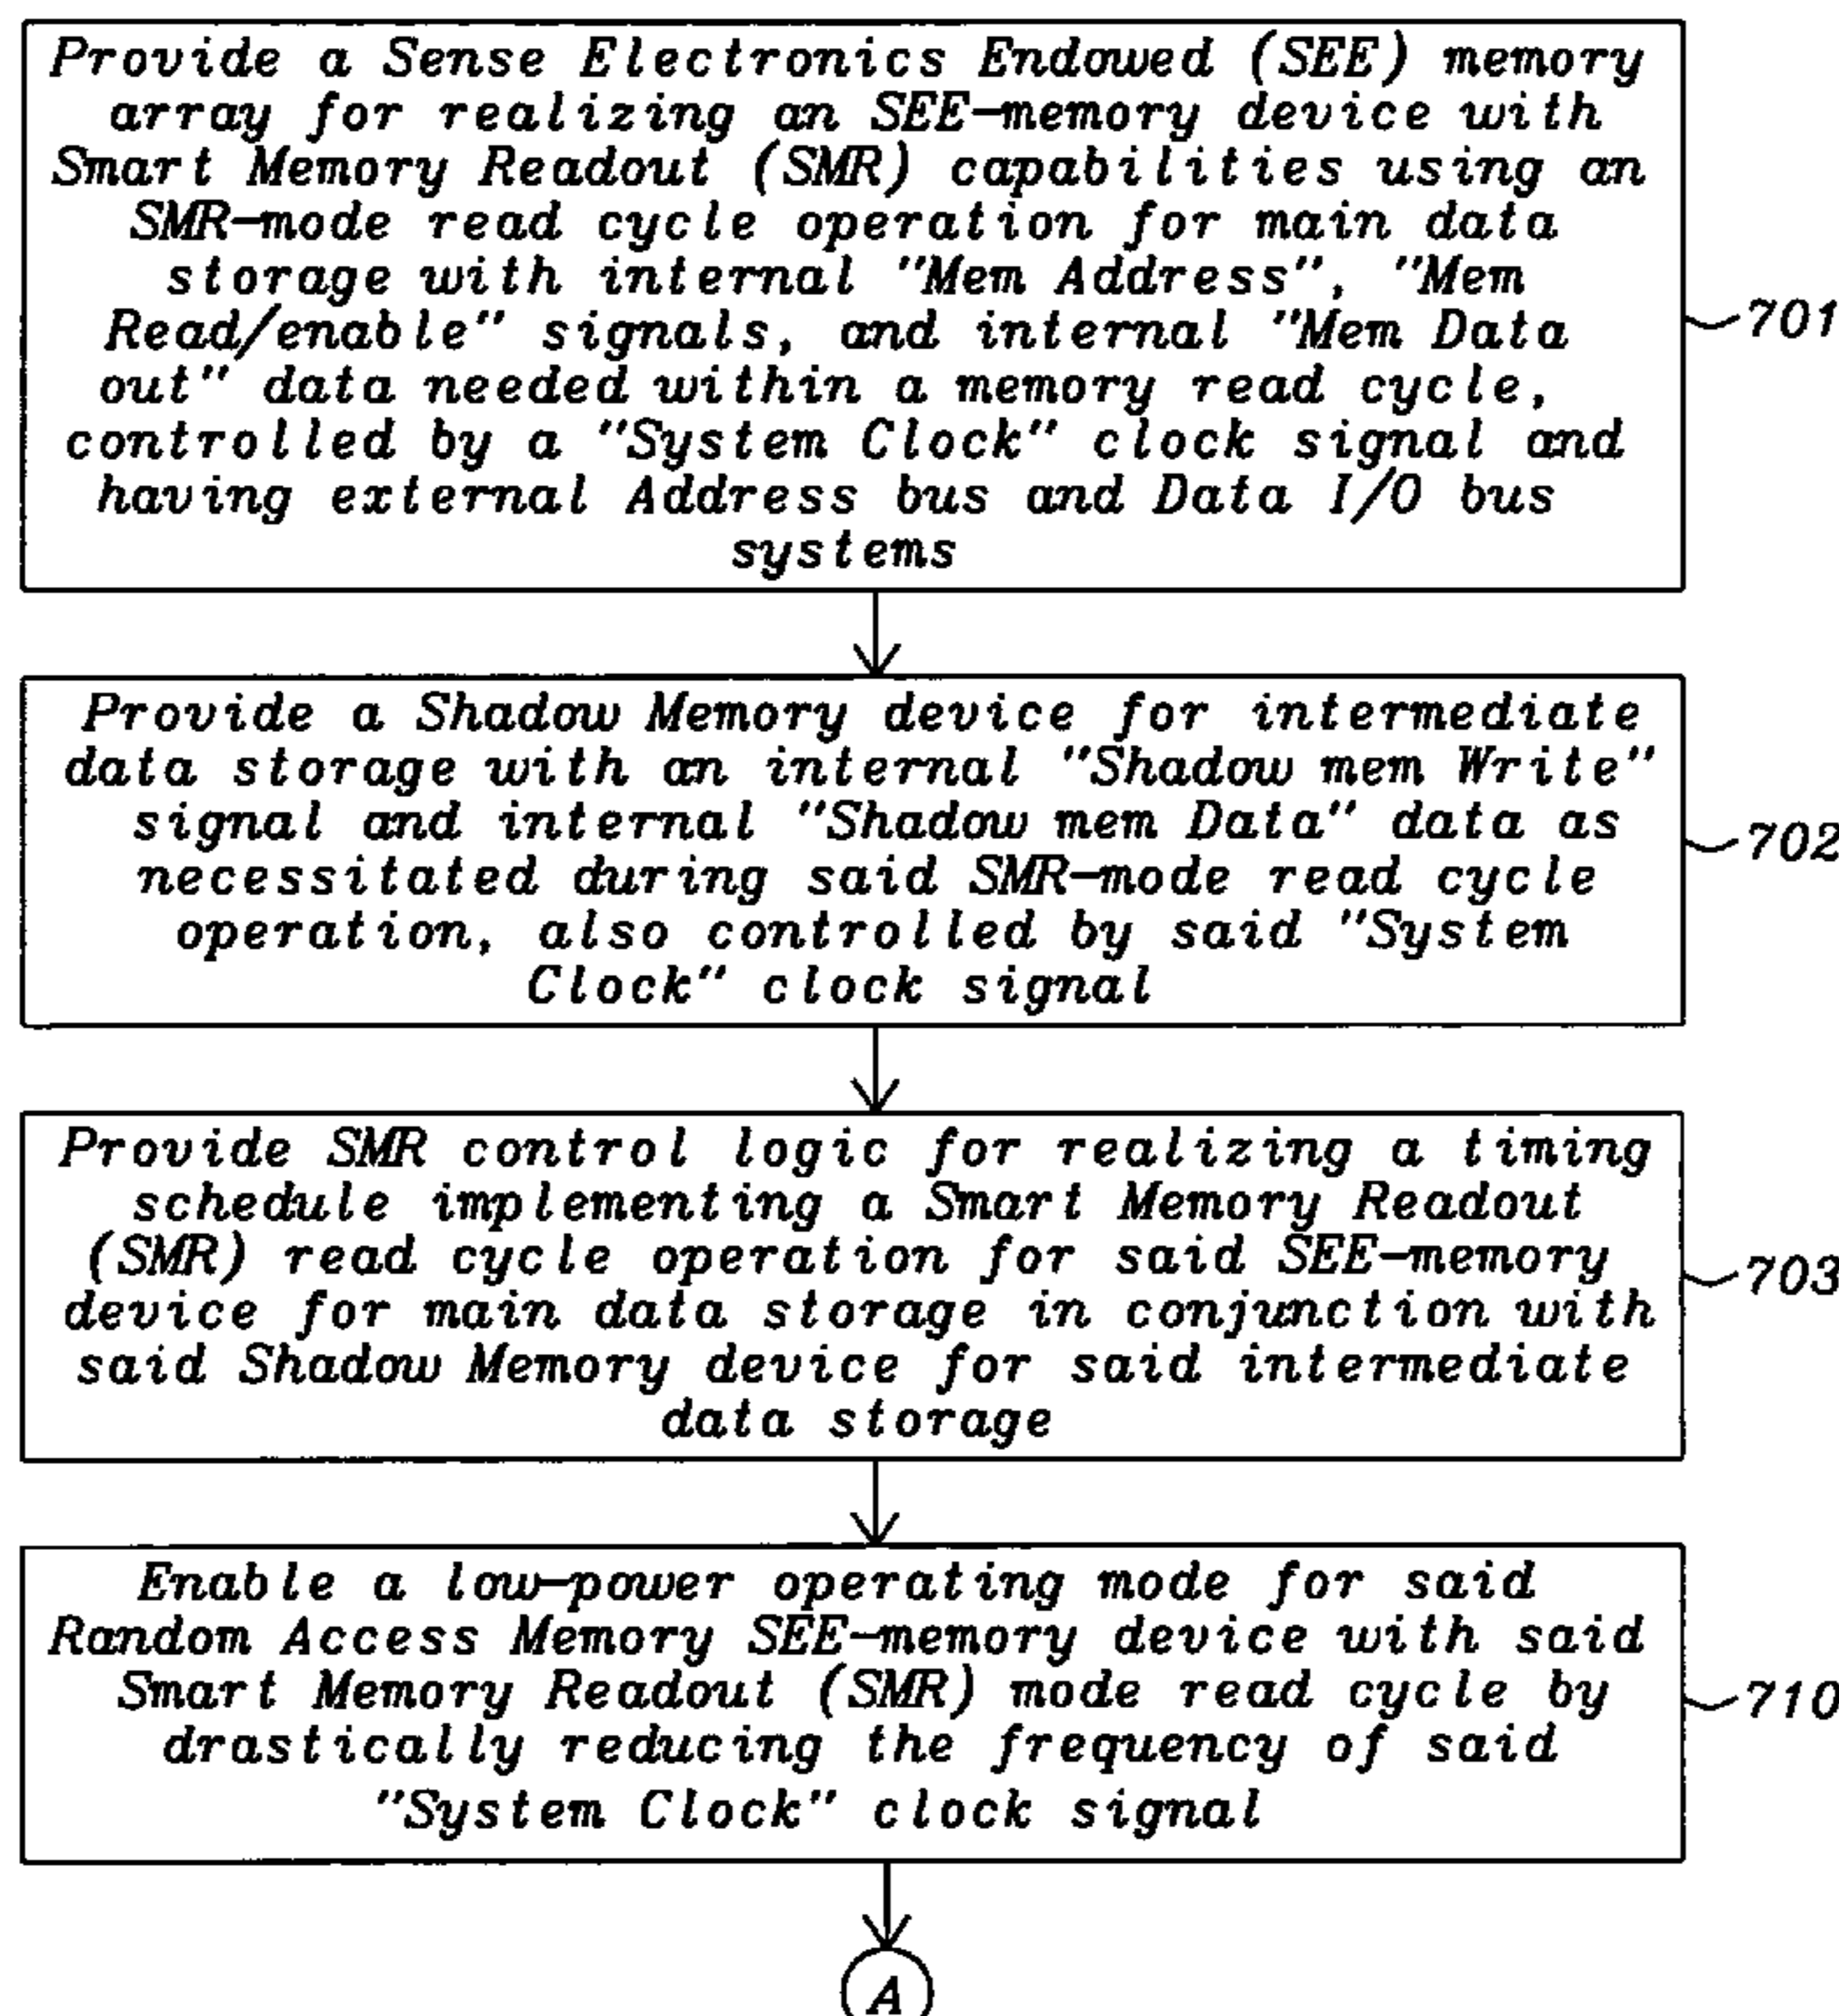 Provide a Sense Electronics Endowed (SEE) memory
array for realizing an SEE-memory device with
Smart Memory Readout (SMR) capabilities using an
SMR-mode read cycle operation for main data
storage with internal "Mem Address", "Mem
Read/enable" signals, and internal "Mem Data
out" data needed within a memory read cycle,
controlled by a "System Clock" clock signal and
having external Address bus and Data I/O bus
systems
701
Provide a Shadow Memory device for intermediate
data storage with an internal "Shadow mem Write"
signal and internal "Shadow mem Data" data as
necessitated during said SMR-mode read cycle
operation, also controlled by said "System
Clock" clock signal
702
Provide SMR control logic for realizing a timing
schedule implementing a Smart Memory Readout
(SMR) read cycle operation for said SEE-memory
device for main data storage in conjunction with
said Shadow Memory device for said intermediate
data storage
703
Enable a low-power operating mode for said
Random Access Memory SEE-memory device with said
Smart Memory Readout (SMR) mode read cycle by
drastically reducing the frequency of said
"System Clock" clock signal
710
A